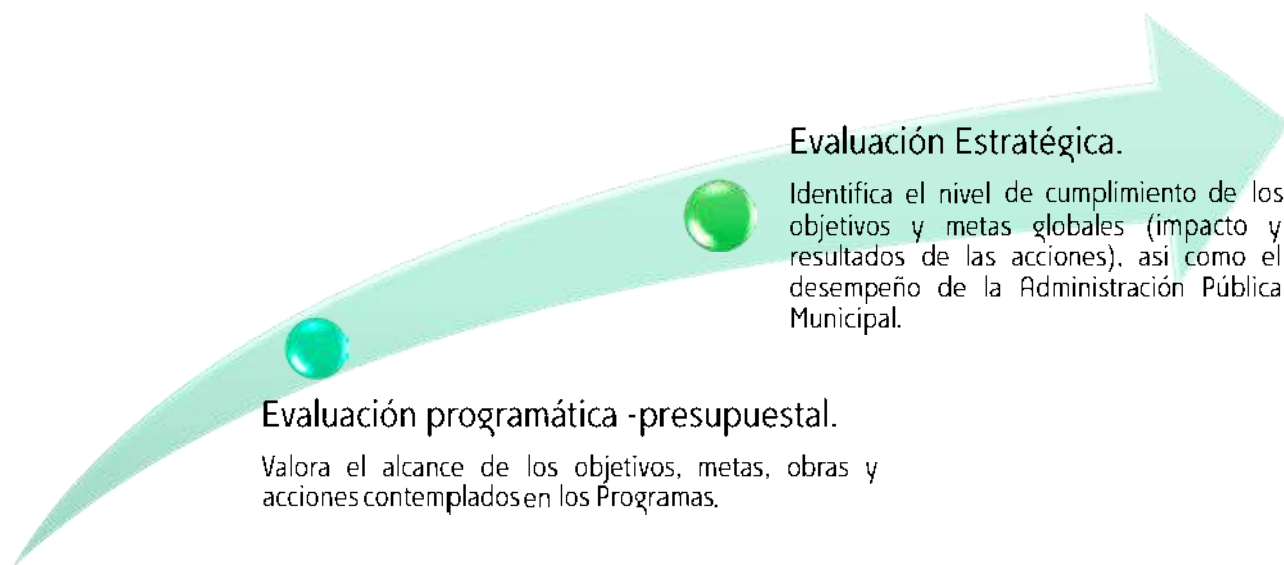 Evaluación Estratégica.
Identifica el nivel de cumplimiento de los
objetivos y metas globales (impacto y
resultados de las acciones), así como el
desempeño de la Administración Pública
Municipal.
Evaluación programática -presupuestal.
Valora el alcance de los objetivos, metas, obras y
acciones contemplados en los Programas.